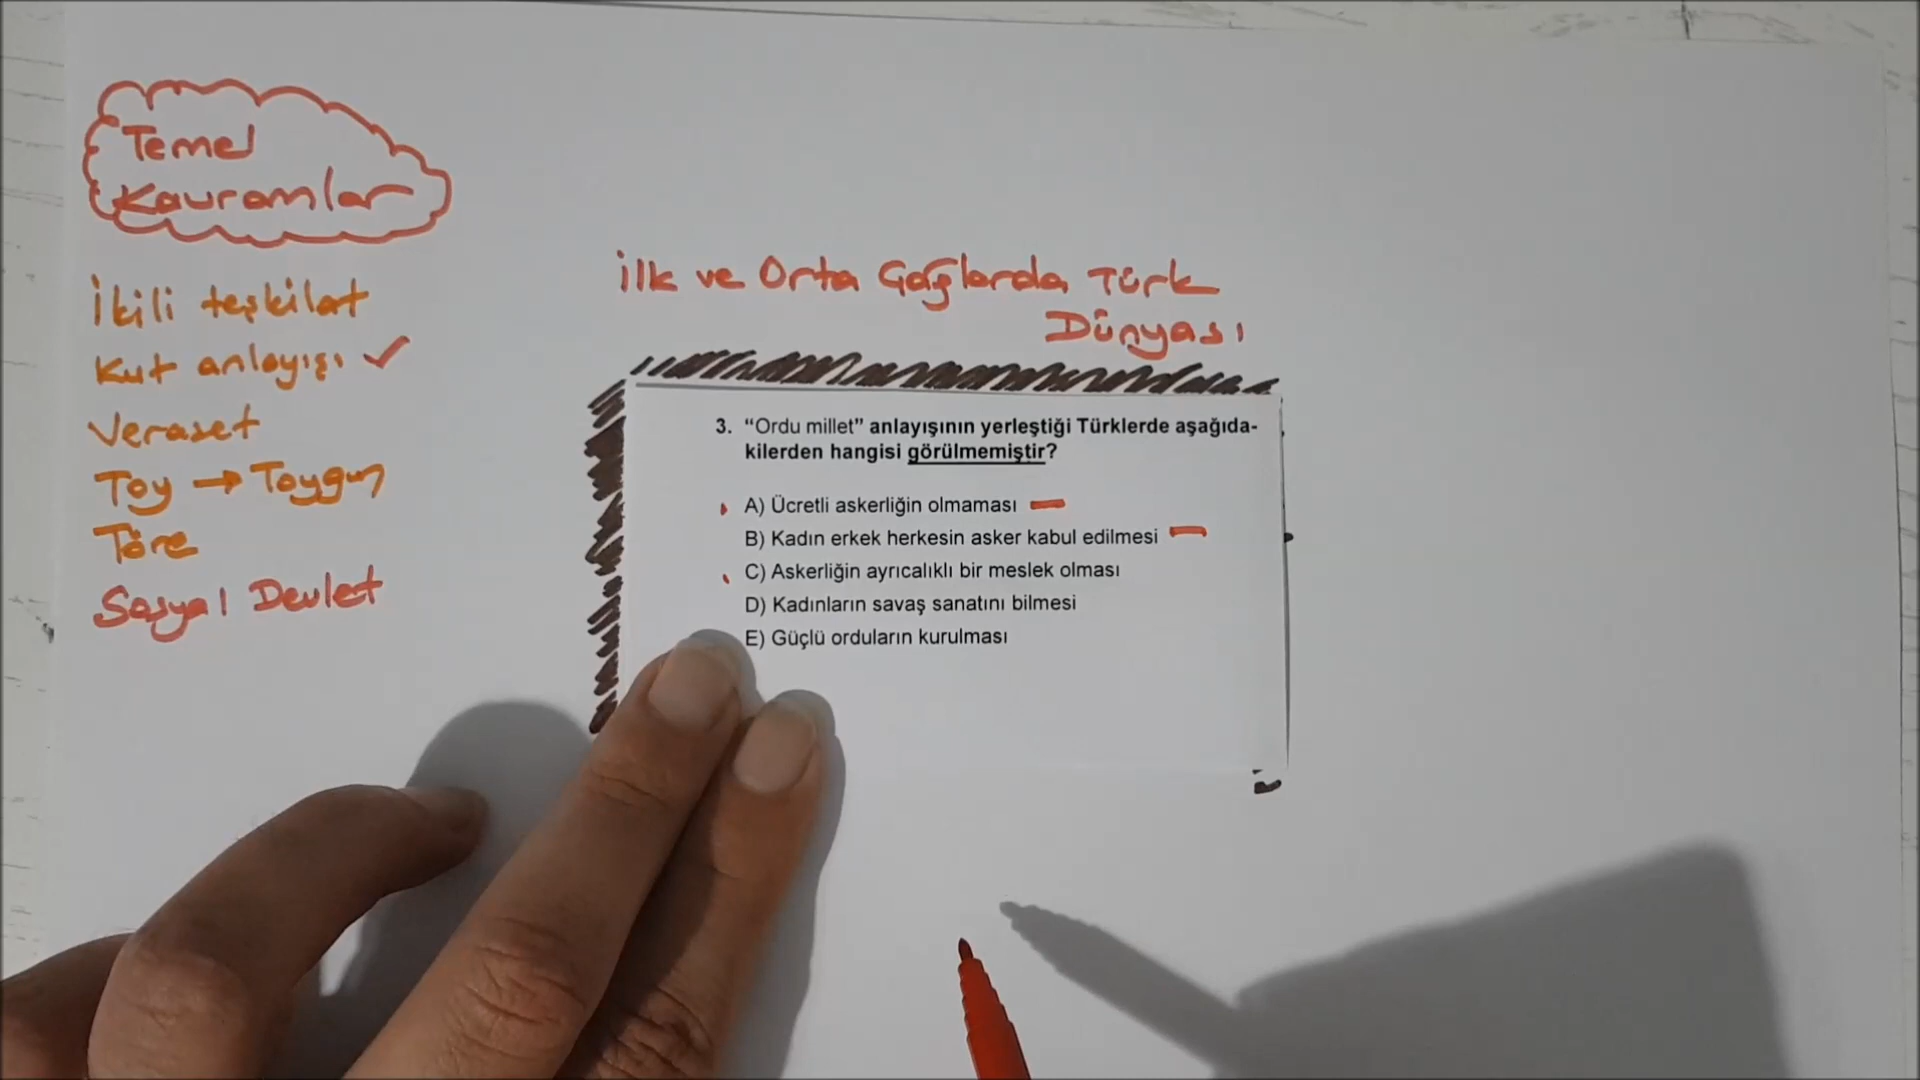 Temel
Kavramlar
İkili teşkilat
Kut anlayışı ✓
Veraset
Toy → Toygun
Töre
Sosyal Devlet
İlk ve Orta Çağlarda Türk
Dünyası
3. “Ordu millet” anlayışının yerleştiği Türklerde aşağıda-
kilerden hangisi görülmemiştir?
A) Ücretli askerliğin olmaması
B) Kadın erkek herkesin asker kabul edilmesi
C) Askerliğin ayrıcalıklı bir meslek olması
D) Kadınların savaş sanatını bilmesi
E) Güçlü orduların kurulması